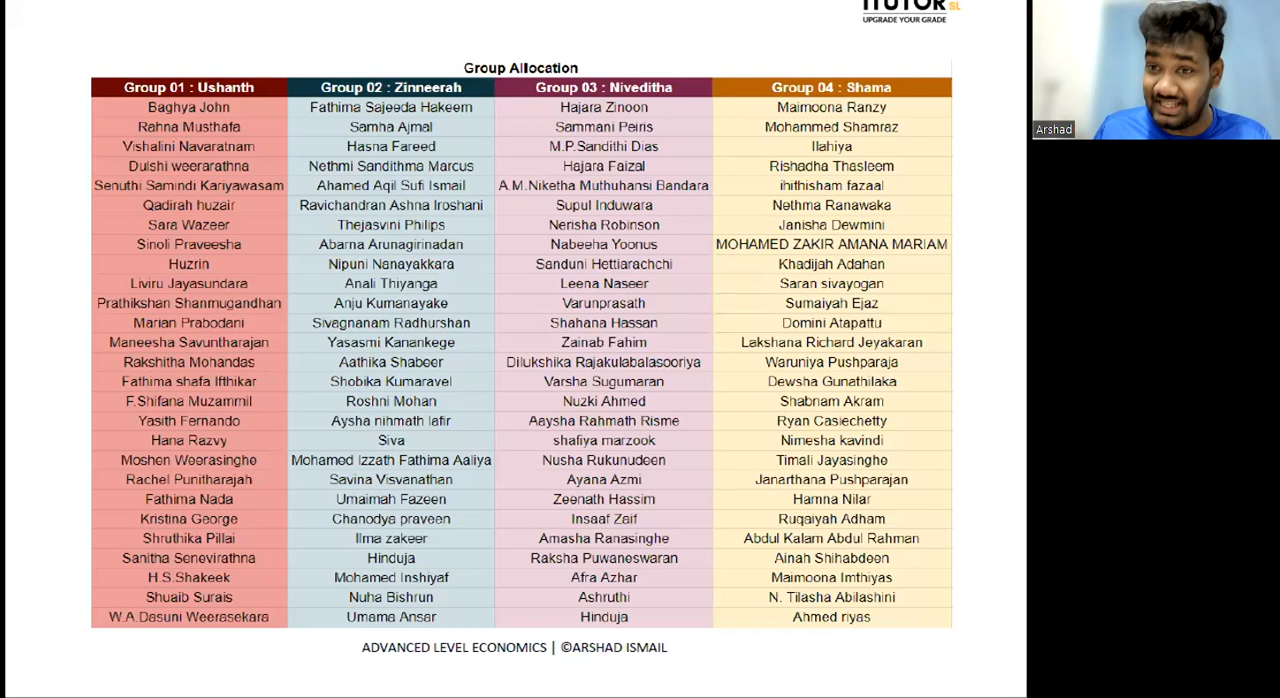 ITUTOR SL
UPGRADE YOUR GRADE
Arshad
Group Allocation
Group 01 : Ushanth Group 02 : Zinneerah Group 03 : Niveditha Group 04 : Shama
Baghya John Fathima Sajeeda Hakeem Hajara Zinoon Maimoona Ranzy
Rahna Musthafa Samha Ajmal Sammani Peiris Mohammed Shamraz
Vishalini Navaratnam Hasna Fareed M.P.Sandithi Dias Ilahiya
Dulshi weerarathna Nethmi Sandithma Marcus Hajara Faizal Rishadha Thasleem
Senuthi Samindi Kariyawasam Ahamed Aqil Sufi Ismail A.M.Niketha Muthuhansi Bandara ihithisham fazaal
Qadirah huzair Ravichandran Ashna Iroshani Supul Induwara Nethma Ranawaka
Sara Wazeer Thejasvini Philips Nerisha Robinson Janisha Dewmini
Sinoli Praveesha Abarna Arunagirinadan Nabeeha Yoonus MOHAMED ZAKIR AMANA MARIAM
Huzrin Nipuni Nanayakkara Sanduni Hettiarachchi Khadijah Adahan
Liviru Jayasundara Anali Thiyanga Leena Naseer Saran sivayogan
Prathikshan Shanmugandhan Anju Kumanayake Varunprasath Sumaiyah Ejaz
Marian Prabodani Sivagnanam Radhurshan Shahana Hassan Domini Atapattu
Maneesha Savuntharajan Yasasmi Kanankege Zainab Fahim Lakshana Richard Jeyakaran
Rakshitha Mohandas Aathika Shabeer Dilukshika Rajakulabalasooriya Waruniya Pushparaja
Fathima shafa Ifthikar Shobika Kumaravel Varsha Sugumaran Dewsha Gunathilaka
F.Shifana Muzammil Roshni Mohan Nuzki Ahmed Shabnam Akram
Yasith Fernando Aysha nihmath lafir Aaysha Rahmath Risme Ryan Casiechetty
Hana Razvy Siva shafiya marzook Nimesha kavindi
Moshen Weerasinghe Mohamed Izzath Fathima Aaliya Nusha Rukunudeen Timali Jayasinghe
Rachel Punitharajah Savina Visvanathan Ayana Azmi Janarthana Pushparajan
Fathima Nada Umaimah Fazeen Zeenath Hassim Hamna Nilar
Kristina George Chanodya praveen Insaaf Zaif Ruqaiyah Adham
Shruthika Pillai Ilma zakeer Amasha Ranasinghe Abdul Kalam Abdul Rahman
Sanitha Senevirathna Hinduja Raksha Puwaneswaran Ainah Shihabdeen
H.S.Shakeek Mohamed Inshiyaf Afra Azhar Maimoona Imthiyas
Shuaib Surais Nuha Bishrun Ashruthi N. Tilasha Abilashini
W.A.Dasuni Weerasekara Umama Ansar Hinduja Ahmed riyas
ADVANCED LEVEL ECONOMICS | ©ARSHAD ISMAIL